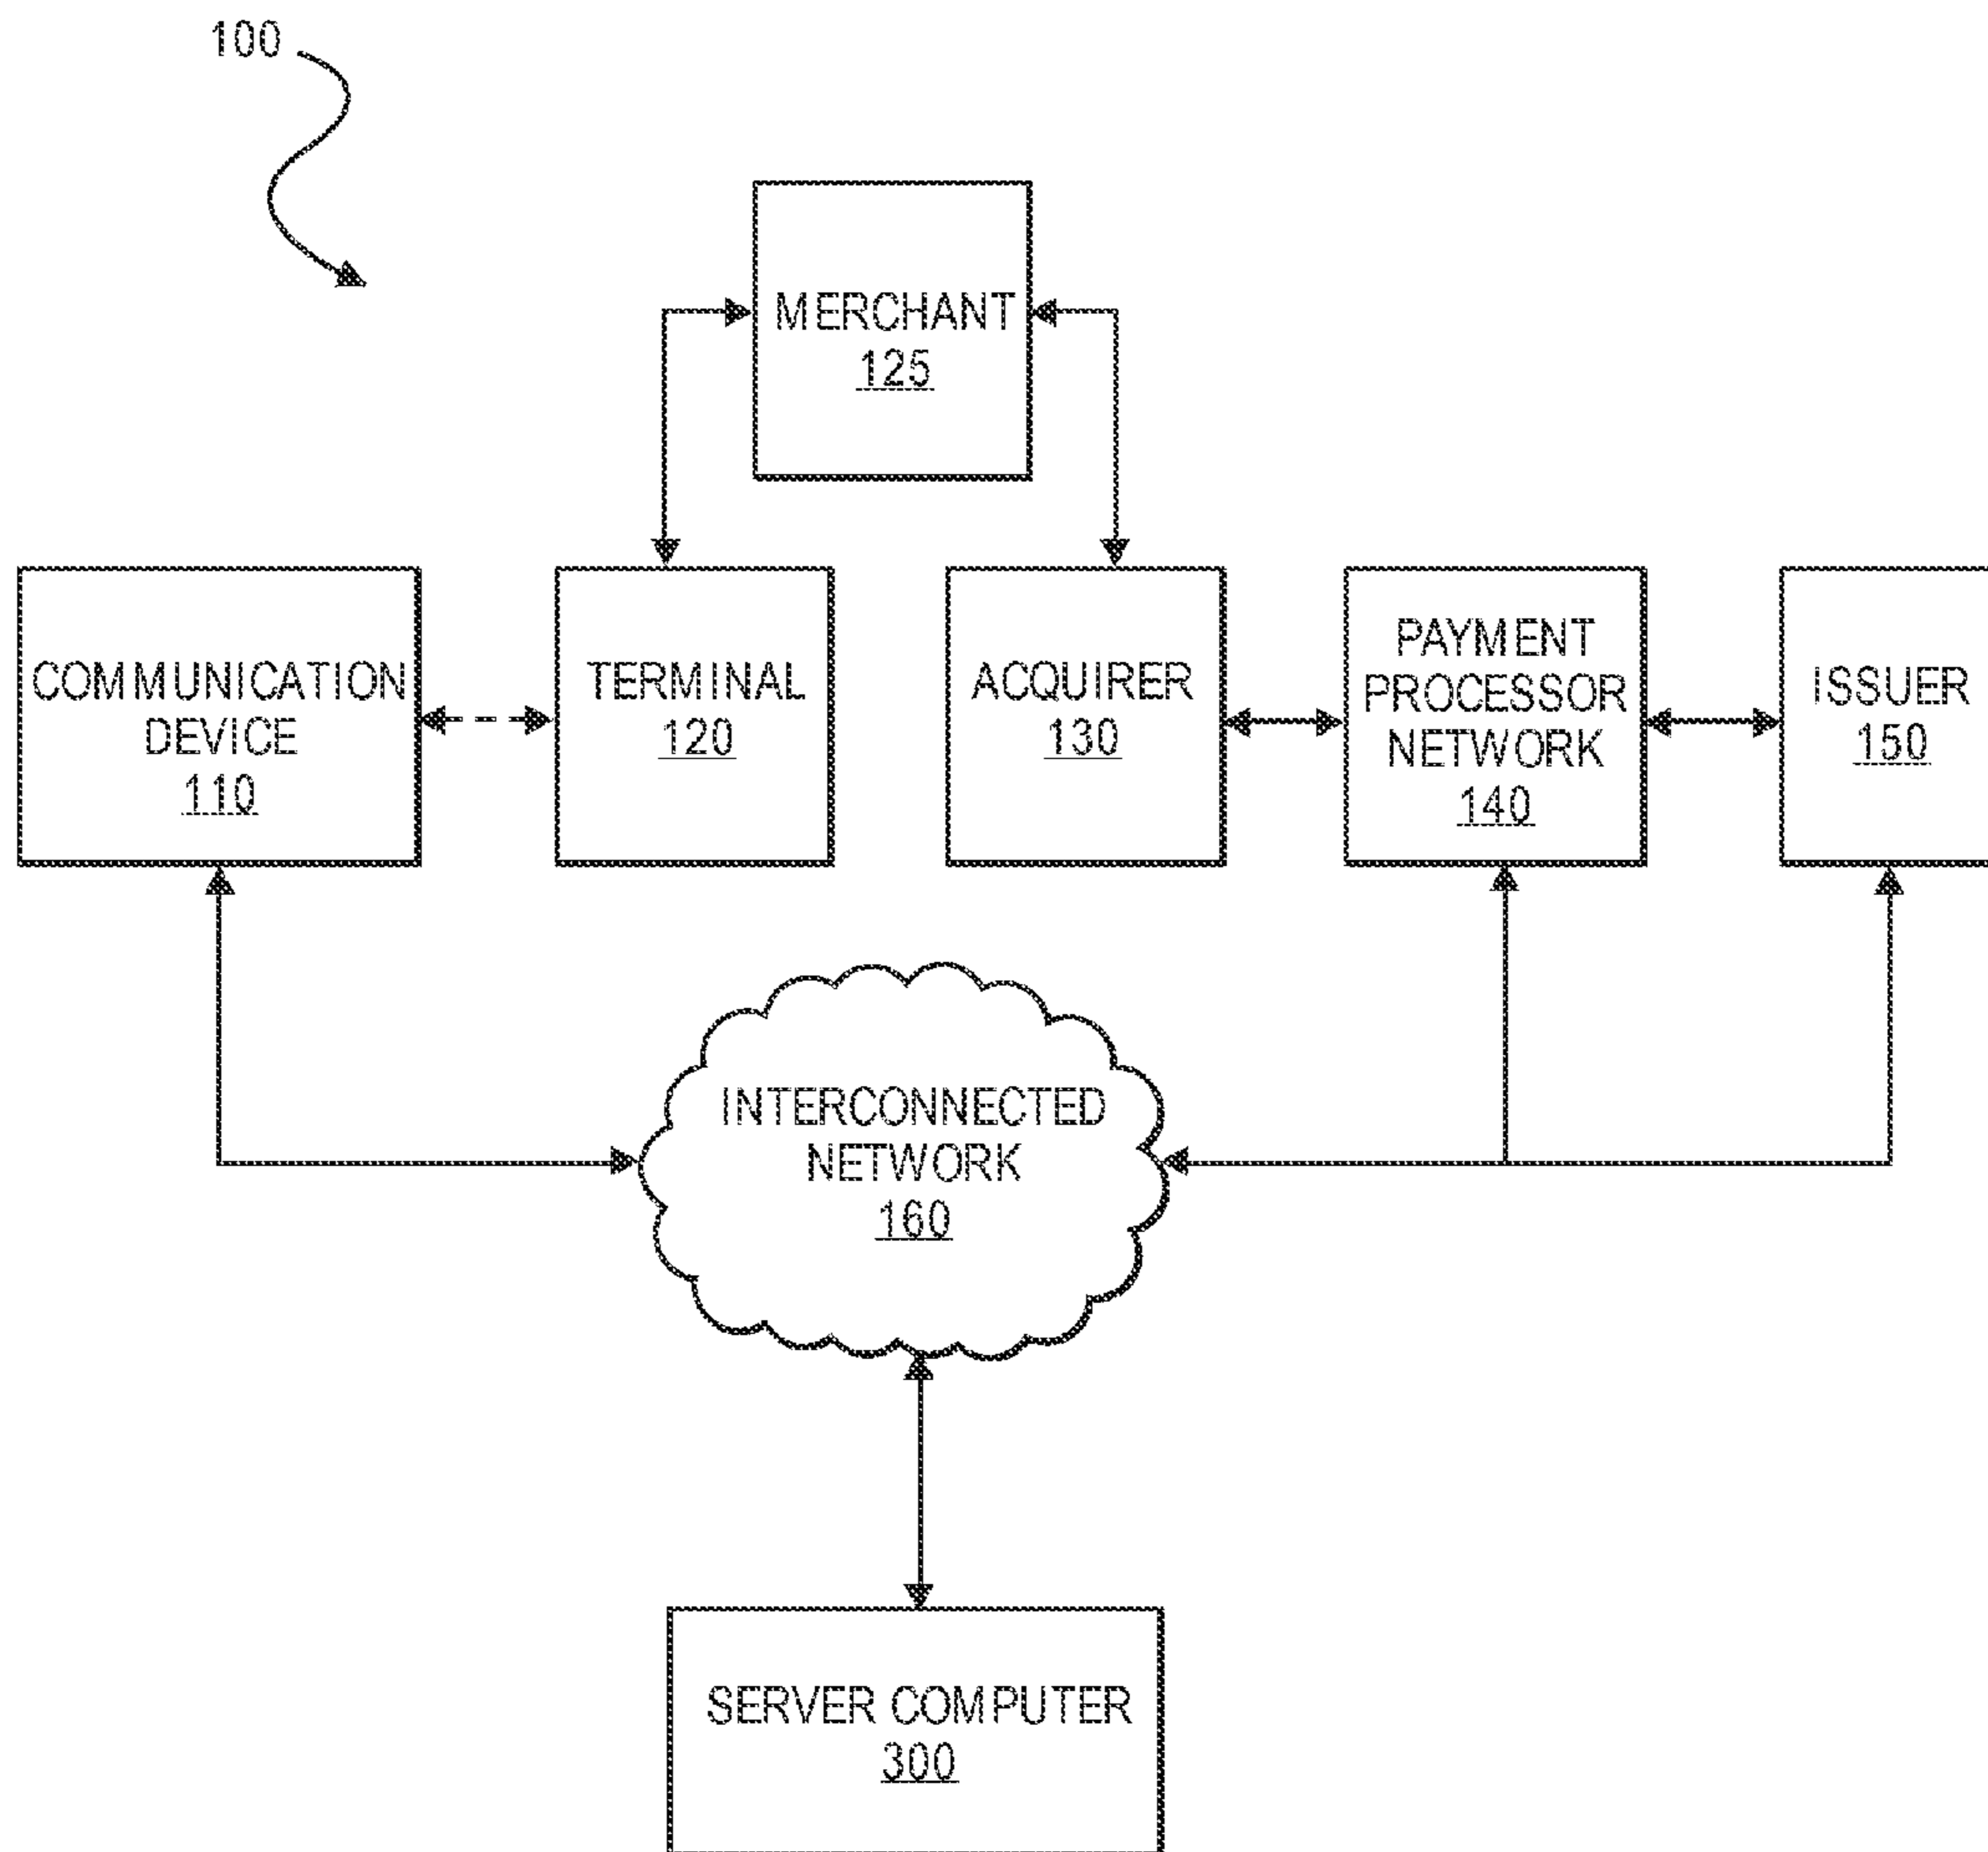 100
MERCHANT
125
COMMUNICATION
DEVICE
110
TERMINAL
120
ACQUIRER
130
PAYMENT
PROCESSOR
NETWORK
140
ISSUER
150
INTERCONNECTED
NETWORK
160
SERVER COMPUTER
300